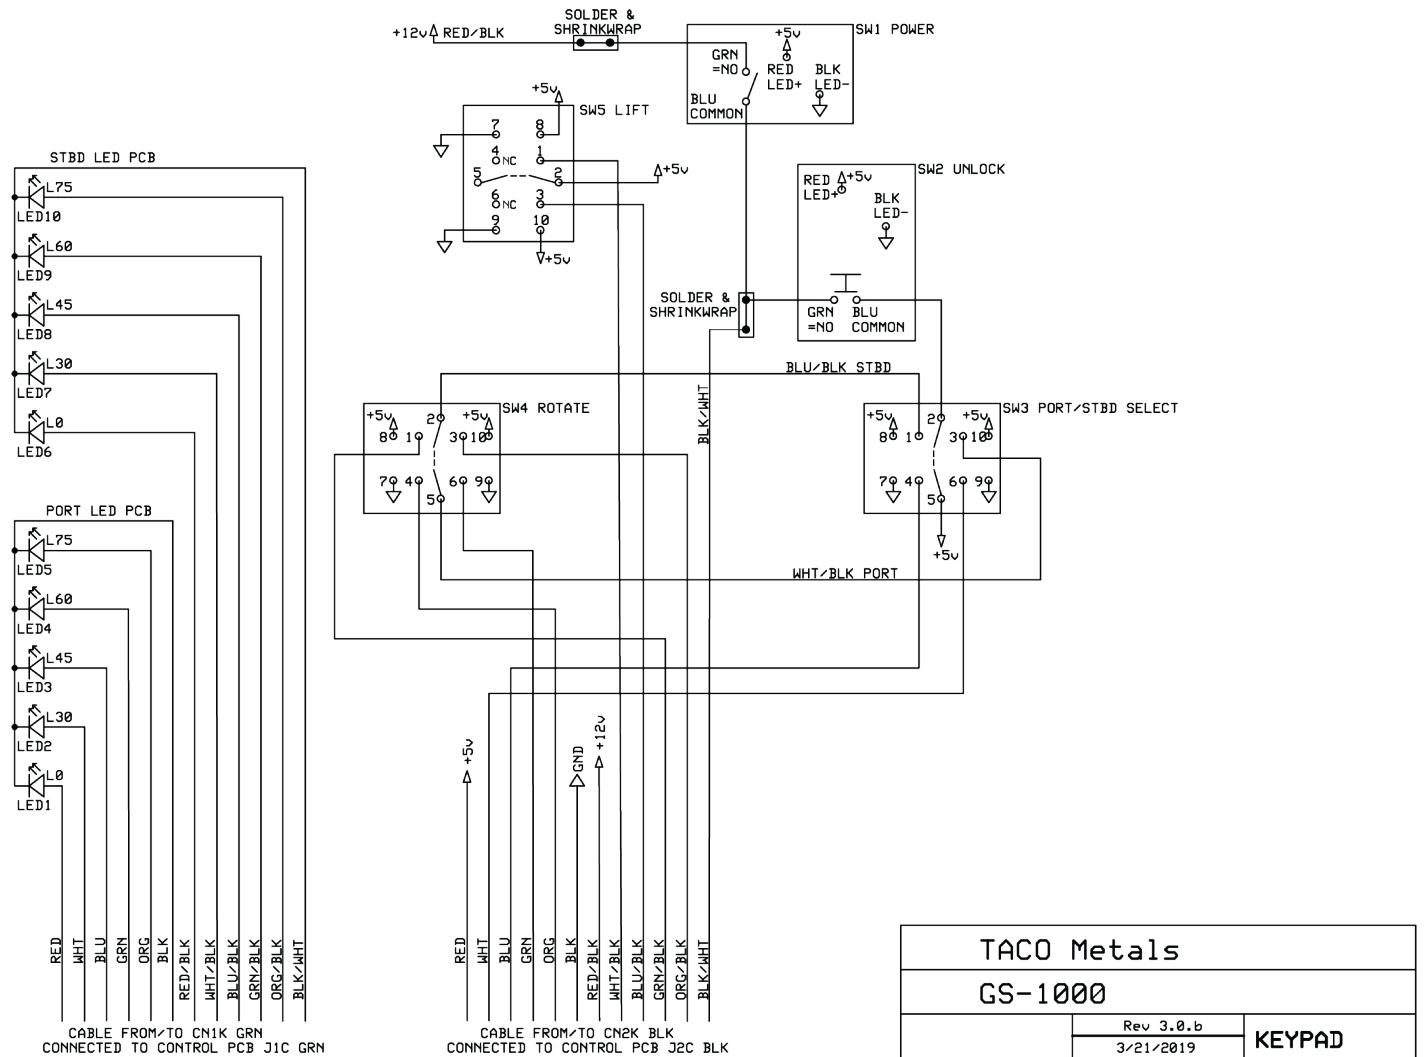 SOLDER &
SHRINKWRAP
+12v RED/BLK
SW1 POWER
+5v
GRN
=NO
RED
LED+
BLK
LED-
BLU
COMMON
SW5 LIFT
+5v
7 8
4 NC 1
5 2
+5v
6 NC 3
9 10
+5v
SW2 UNLOCK
RED
LED+
+5v
BLK
LED-
GRN
=NO
BLU
COMMON
SOLDER &
SHRINKWRAP
STBD LED PCB
L75
LED10
L60
LED9
L45
LED8
L30
LED7
L0
LED6
PORT LED PCB
L75
LED5
L60
LED4
L45
LED3
L30
LED2
L0
LED1
BLU/BLK STBD
BLK/WHT
SW4 ROTATE
+5v 2 +5v
8 1 3 10
7 4 6 9
5
SW3 PORT/STBD SELECT
+5v 2 +5v
8 1 3 10
7 4 6 9
5
+5v
WHT/BLK PORT
+5v
GND
+12v
RED
WHT
BLU
GRN
ORG
BLK
RED/BLK
WHT/BLK
BLU/BLK
GRN/BLK
ORG/BLK
BLK/WHT
CABLE FROM/TO CN1K GRN
CONNECTED TO CONTROL PCB J1C GRN
RED
WHT
BLU
GRN
ORG
BLK
RED/BLK
WHT/BLK
BLU/BLK
GRN/BLK
ORG/BLK
BLK/WHT
CABLE FROM/TO CN2K BLK
CONNECTED TO CONTROL PCB J2C BLK
TACO Metals
GS-1000
Rev 3.0.b
3/21/2019
KEYPAD